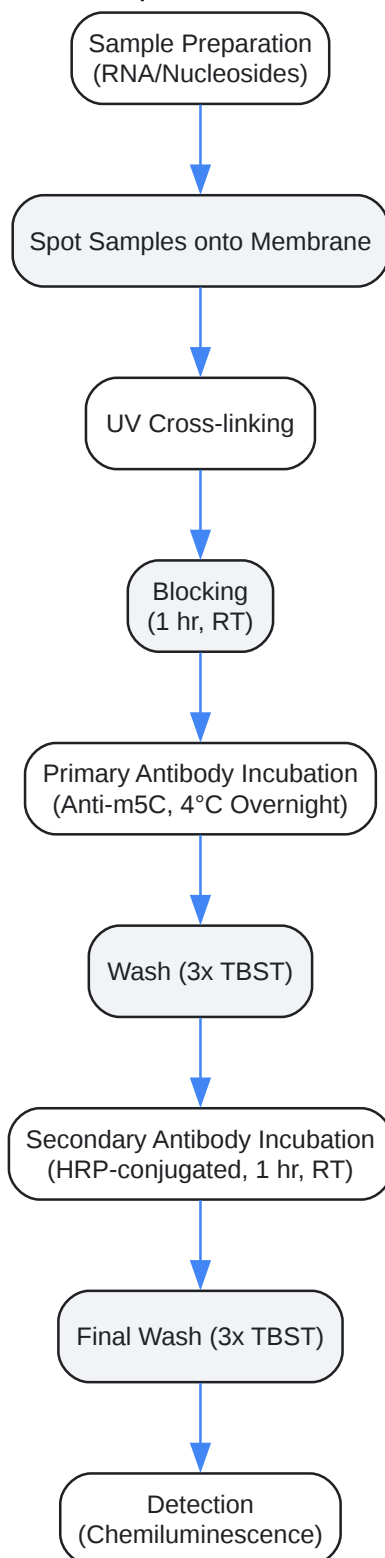 Sample Preparation
(RNA/Nucleosides)
Spot Samples onto Membrane
UV Cross-linking
Blocking
(1 hr, RT)
Primary Antibody Incubation
(Anti-m5C, 4°C Overnight)
Wash (3x TBST)
Secondary Antibody Incubation
(HRP-conjugated, 1 hr, RT)
Final Wash (3x TBST)
Detection
(Chemiluminescence)